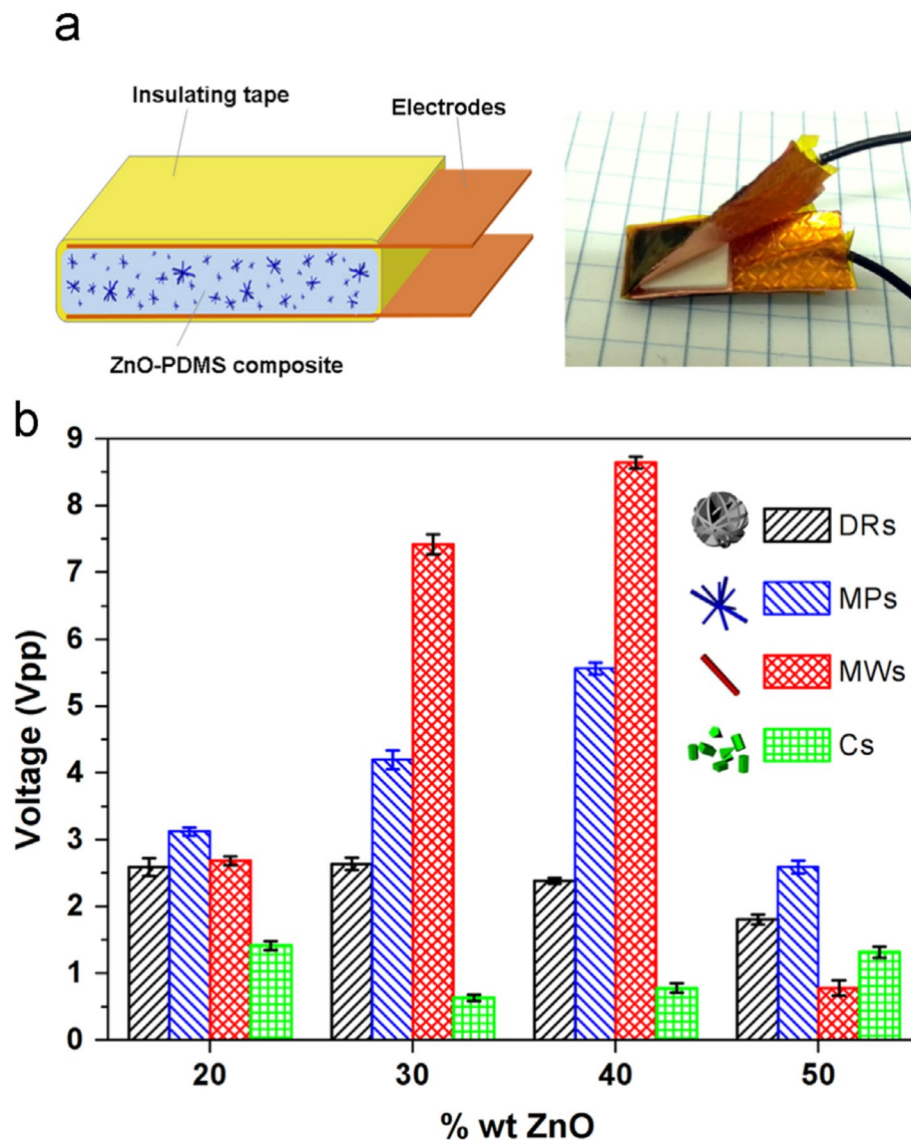 a
Insulating tape
Electrodes
ZnO-PDMS composite
b
9
8
7
6
5
4
3
2
1
0
Voltage (Vpp)
DRs
MPs
MWs
Cs
20 30 40 50
% wt ZnO